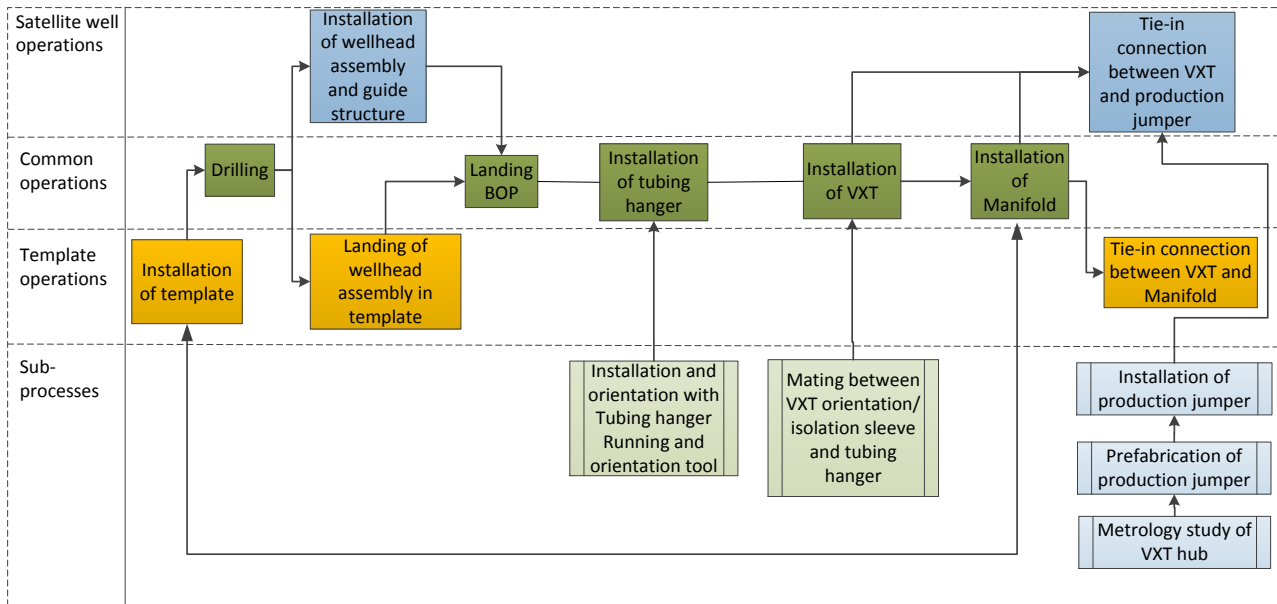 Satellite well
operations
Installation
of wellhead
assembly
and guide
structure
Tie-in
connection
between VXT
and production
jumper
Common
operations
Drilling
Landing
BOP
Installation
of tubing
hanger
Installation
of VXT
Installation
of
Manifold
Template
operations
Installation
of template
Landing of
wellhead
assembly in
template
Tie-in connection
between VXT and
Manifold
Sub-
processes
Installation and
orientation with
Tubing hanger
Running and
orientation tool
Mating between
VXT orientation/
isolation sleeve
and tubing
hanger
Installation of
production jumper
Prefabrication of
production jumper
Metrology study of
VXT hub